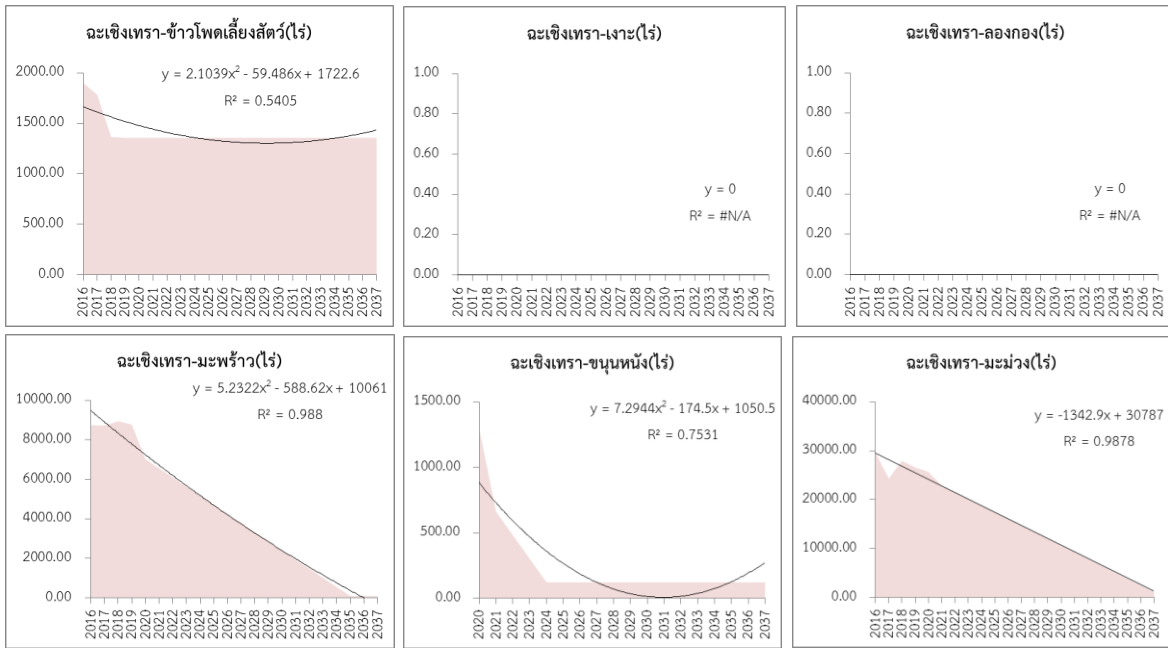 ฉะเชิงเทรา-ข้าวโพดเลี้ยงสัตว์(ไร่)
y = 2.1039x² - 59.486x + 1722.6
R² = 0.5405
2000.00
1500.00
1000.00
500.00
0.00
2016 2017 2018 2019 2020 2021 2022 2023 2024 2025 2026 2027 2028 2029 2030 2031 2032 2033 2034 2035 2036 2037
ฉะเชิงเทรา-เงาะ(ไร่)
1.00
0.80
0.60
0.40
0.20
0.00
y = 0
R² = #N/A
2016 2017 2018 2019 2020 2021 2022 2023 2024 2025 2026 2027 2028 2029 2030 2031 2032 2033 2034 2035 2036 2037
ฉะเชิงเทรา-ลองกอง(ไร่)
1.00
0.80
0.60
0.40
0.20
0.00
y = 0
R² = #N/A
2016 2017 2018 2019 2020 2021 2022 2023 2024 2025 2026 2027 2028 2029 2030 2031 2032 2033 2034 2035 2036 2037
ฉะเชิงเทรา-มะพร้าว(ไร่)
y = 5.2322x² - 588.62x + 10061
R² = 0.988
10000.00
8000.00
6000.00
4000.00
2000.00
0.00
2016 2017 2018 2019 2020 2021 2022 2023 2024 2025 2026 2027 2028 2029 2030 2031 2032 2033 2034 2035 2036 2037
ฉะเชิงเทรา-ขนุนหนัง(ไร่)
y = 7.2944x² - 174.5x + 1050.5
R² = 0.7531
1500.00
1000.00
500.00
0.00
2020 2021 2022 2023 2024 2025 2026 2027 2028 2029 2030 2031 2032 2033 2034 2035 2036 2037
ฉะเชิงเทรา-มะม่วง(ไร่)
y = -1342.9x + 30787
R² = 0.9878
40000.00
30000.00
20000.00
10000.00
0.00
2016 2017 2018 2019 2020 2021 2022 2023 2024 2025 2026 2027 2028 2029 2030 2031 2032 2033 2034 2035 2036 2037